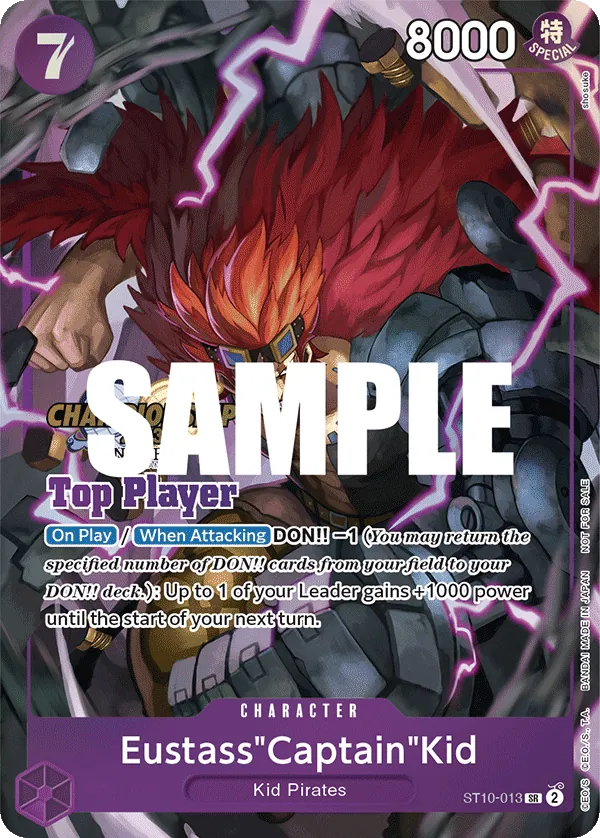 7
8000
特
SPECIAL
shosuke
SAMPLE
Top Player
On Play / When Attacking DON!! −1 (You may return the
specified number of DON!! cards from your field to your
DON!! deck.): Up to 1 of your Leader gains +1000 power
until the start of your next turn.
BANDAI MADE IN JAPAN NOT FOR SALE
©E.O./S ©E.O./S., T.A.
CHARACTER
Eustass"Captain"Kid
Kid Pirates
ST10-013 SR 2